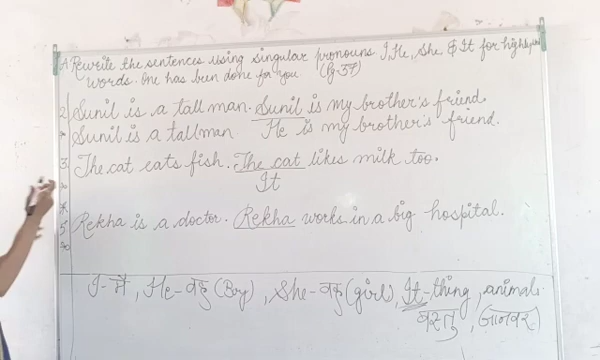 A Rewrite the sentences using singular pronouns I, He, She, & It for highlighted
words. One has been done for you (Pg-57)
2 Sunil is a tall man. Sunil is my brother's friend.
Sunil is a tall man He is my brother's friend.
3 The cat eats fish. The cat likes milk too.
It
5 Rekha is a doctor. Rekha works in a big hospital.
I-मैं, He-वह (Boy), She-वह (girl), It-thing, animals.
वस्तु, जानवर